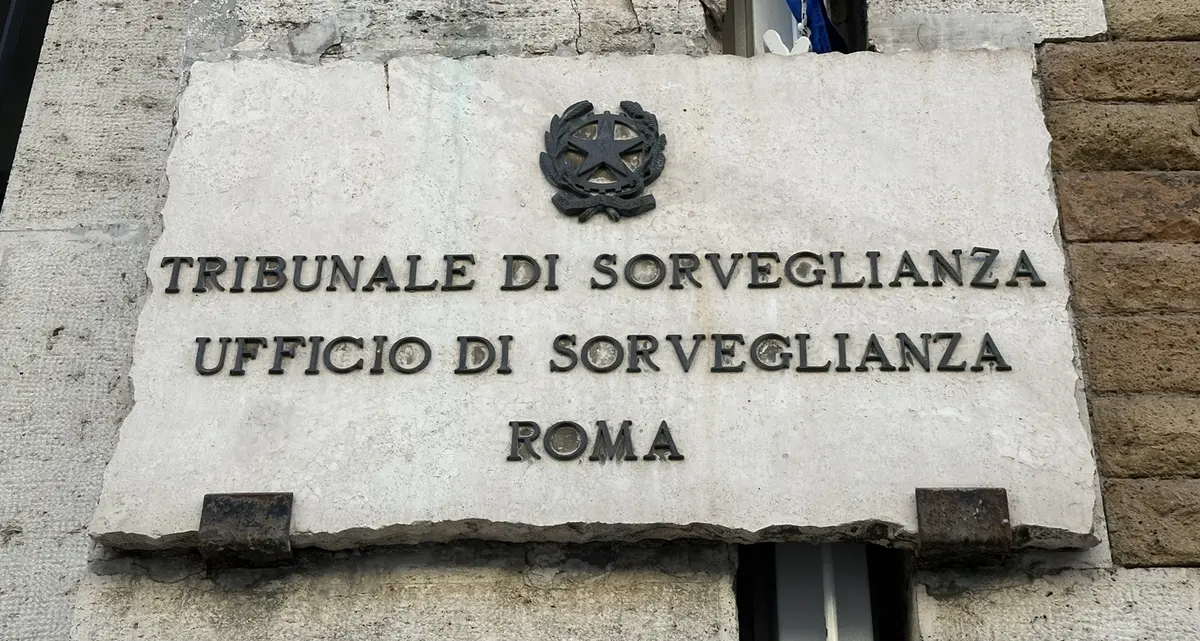 TRIBUNALE DI SORVEGLIANZA
UFFICIO DI SORVEGLIANZA
ROMA